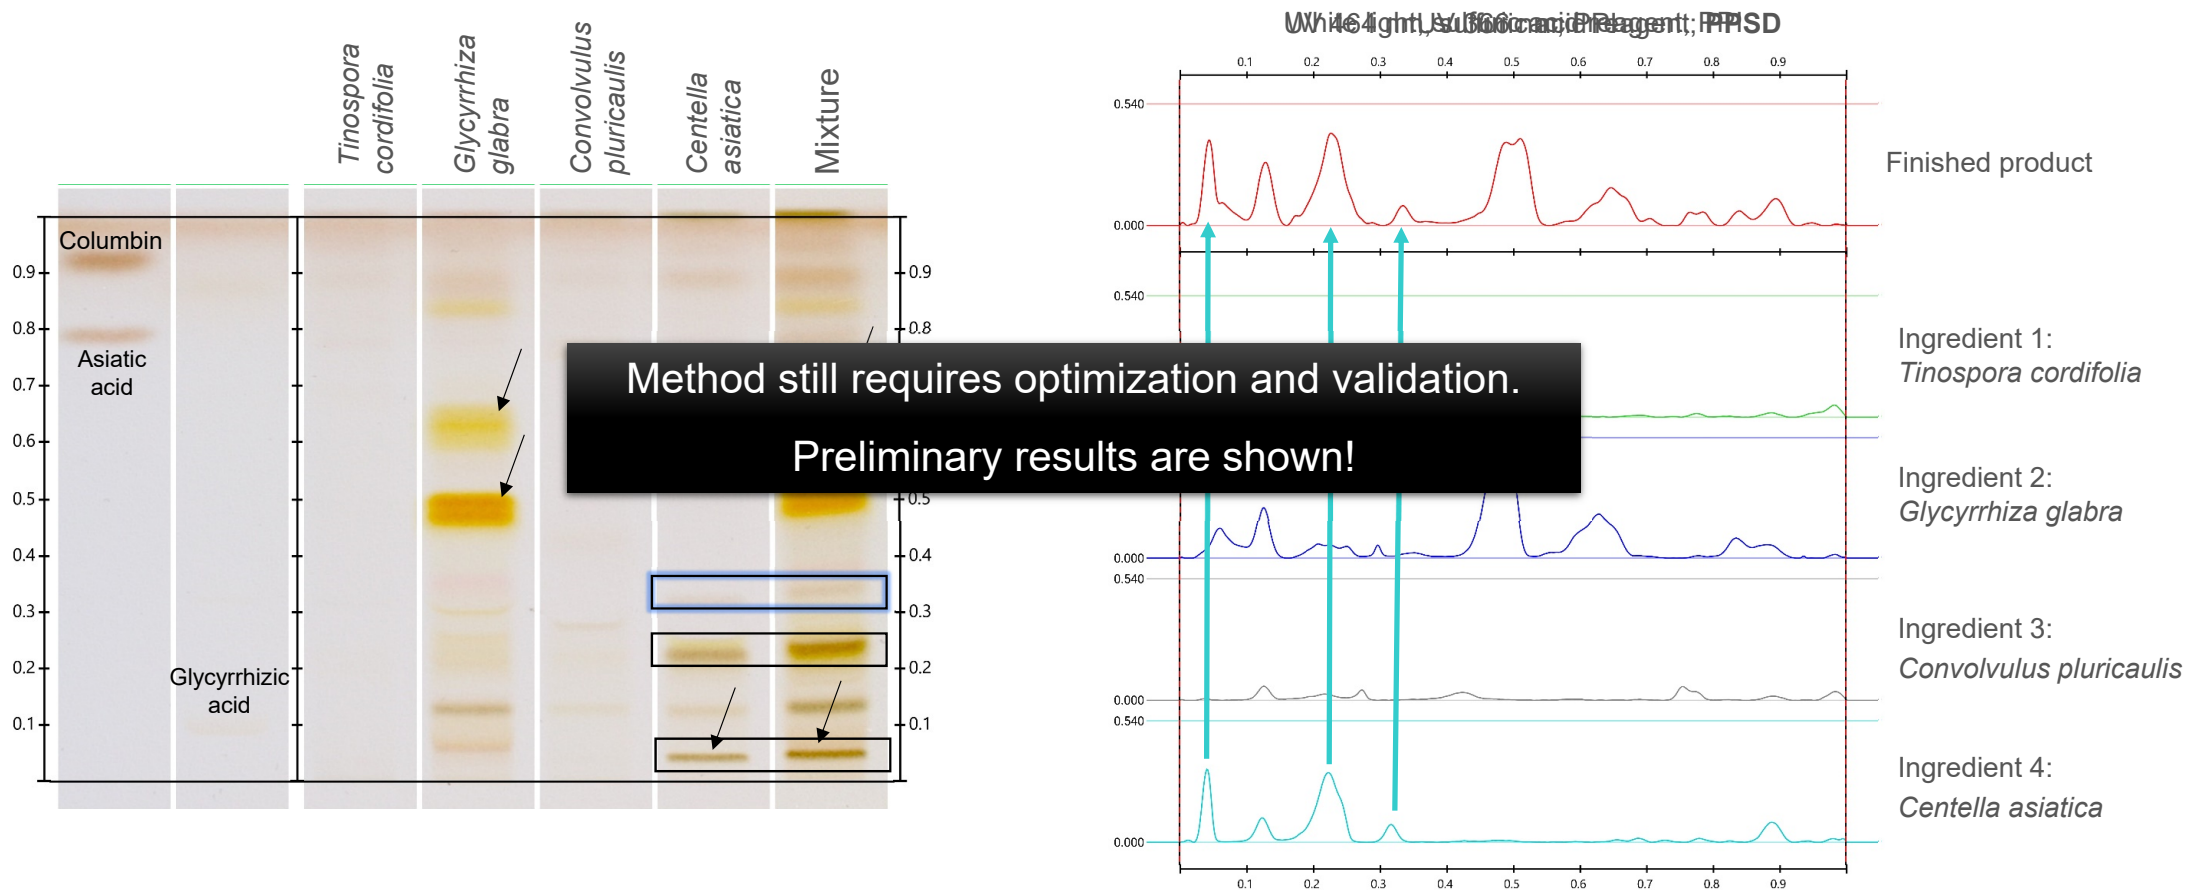 Tinospora
cordifolia
Glycyrrhiza
glabra
Convolvulus
pluricaulis
Centella
asiatica
Mixture
Columbin
Asiatic
acid
Glycyrrhizic
acid
0.9
0.8
0.7
0.6
0.5
0.4
0.3
0.2
0.1
0.9
0.8
0.5
0.4
0.3
0.2
0.1
Method still requires optimization and validation.
Preliminary results are shown!
PPSD
0.1 0.2 0.3 0.4 0.5 0.6 0.7 0.8 0.9
0.540
0.000
Finished product
0.540
Ingredient 1:
Tinospora cordifolia
Ingredient 2:
Glycyrrhiza glabra
0.000
0.540
Ingredient 3:
Convolvulus pluricaulis
0.000
0.540
Ingredient 4:
Centella asiatica
0.000
0.1 0.2 0.3 0.4 0.5 0.6 0.7 0.8 0.9